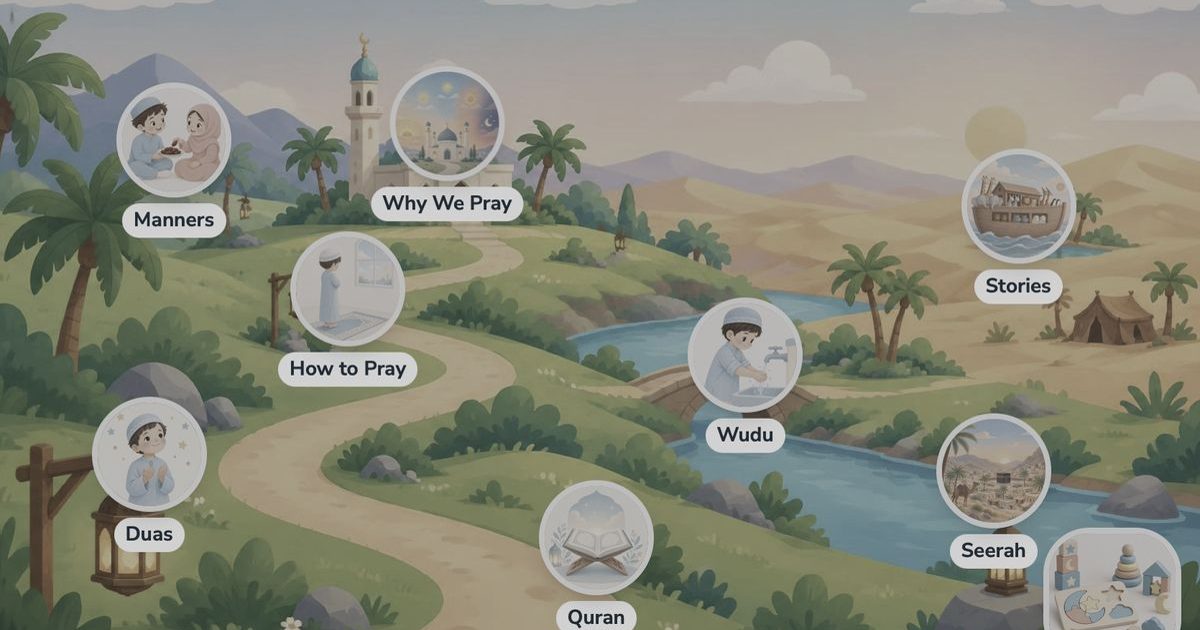 Manners
Why We Pray
Stories
How to Pray
Wudu
Duas
Seerah
Quran